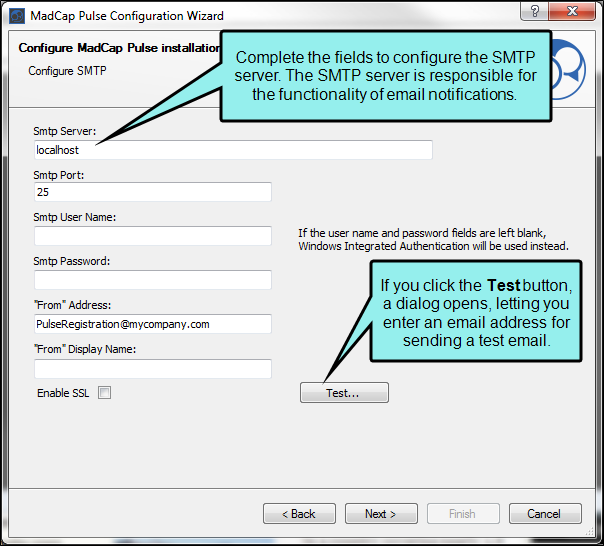 MadCap Pulse Configuration Wizard
Configure MadCap Pulse installation
Configure SMTP
Complete the fields to configure the SMTP
server. The SMTP server is responsible for
the functionality of email notifications.
Smtp Server:
localhost
Smtp Port:
25
Smtp User Name:
If the user name and password fields are left blank,
Windows Integrated Authentication will be used instead.
Smtp Password:
If you click the Test button,
a dialog opens, letting you
enter an email address for
sending a test email.
"From" Address:
PulseRegistration@mycompany.com
"From" Display Name:
Enable SSL
Test...
< Back
Next >
Finish
Cancel